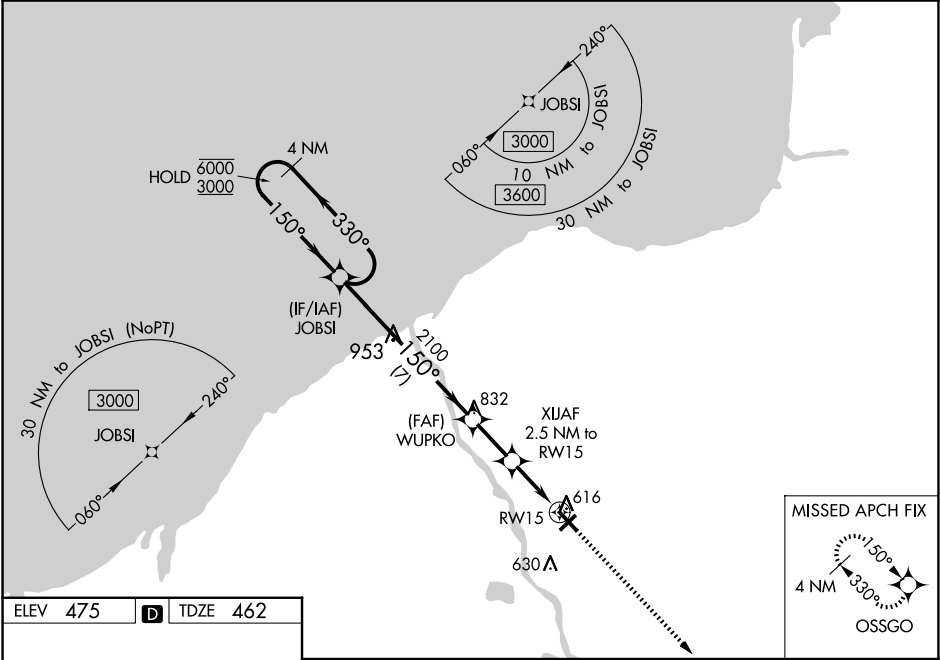 240°
JOBSI
3000
060°
10 NM to JOBSI
3600
30 NM to JOBSI
4 NM
HOLD 6000
3000
150°
330°
(IF/IAF)
JOBSI
953
2100
150°
(7)
30 NM to JOBSI (NoPT)
3000
240°
JOBSI
060°
832
(FAF)
WUPKO
XIJAF
2.5 NM to
RW15
616
RW15
630
MISSED APCH FIX
150°
4 NM
330°
OSSGO
ELEV 475 D TDZE 462